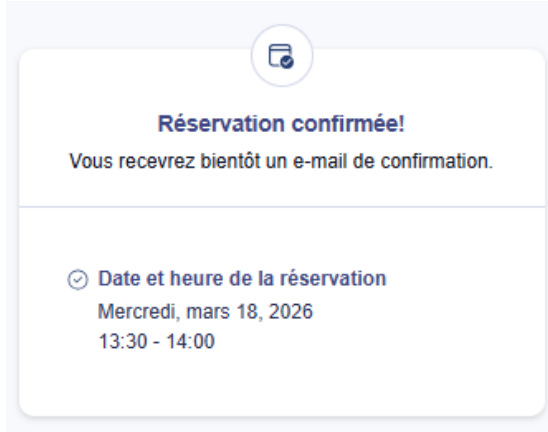 Réservation confirmée!
Vous recevrez bientôt un e-mail de confirmation.
Date et heure de la réservation
Mercredi, mars 18, 2026
13:30 - 14:00